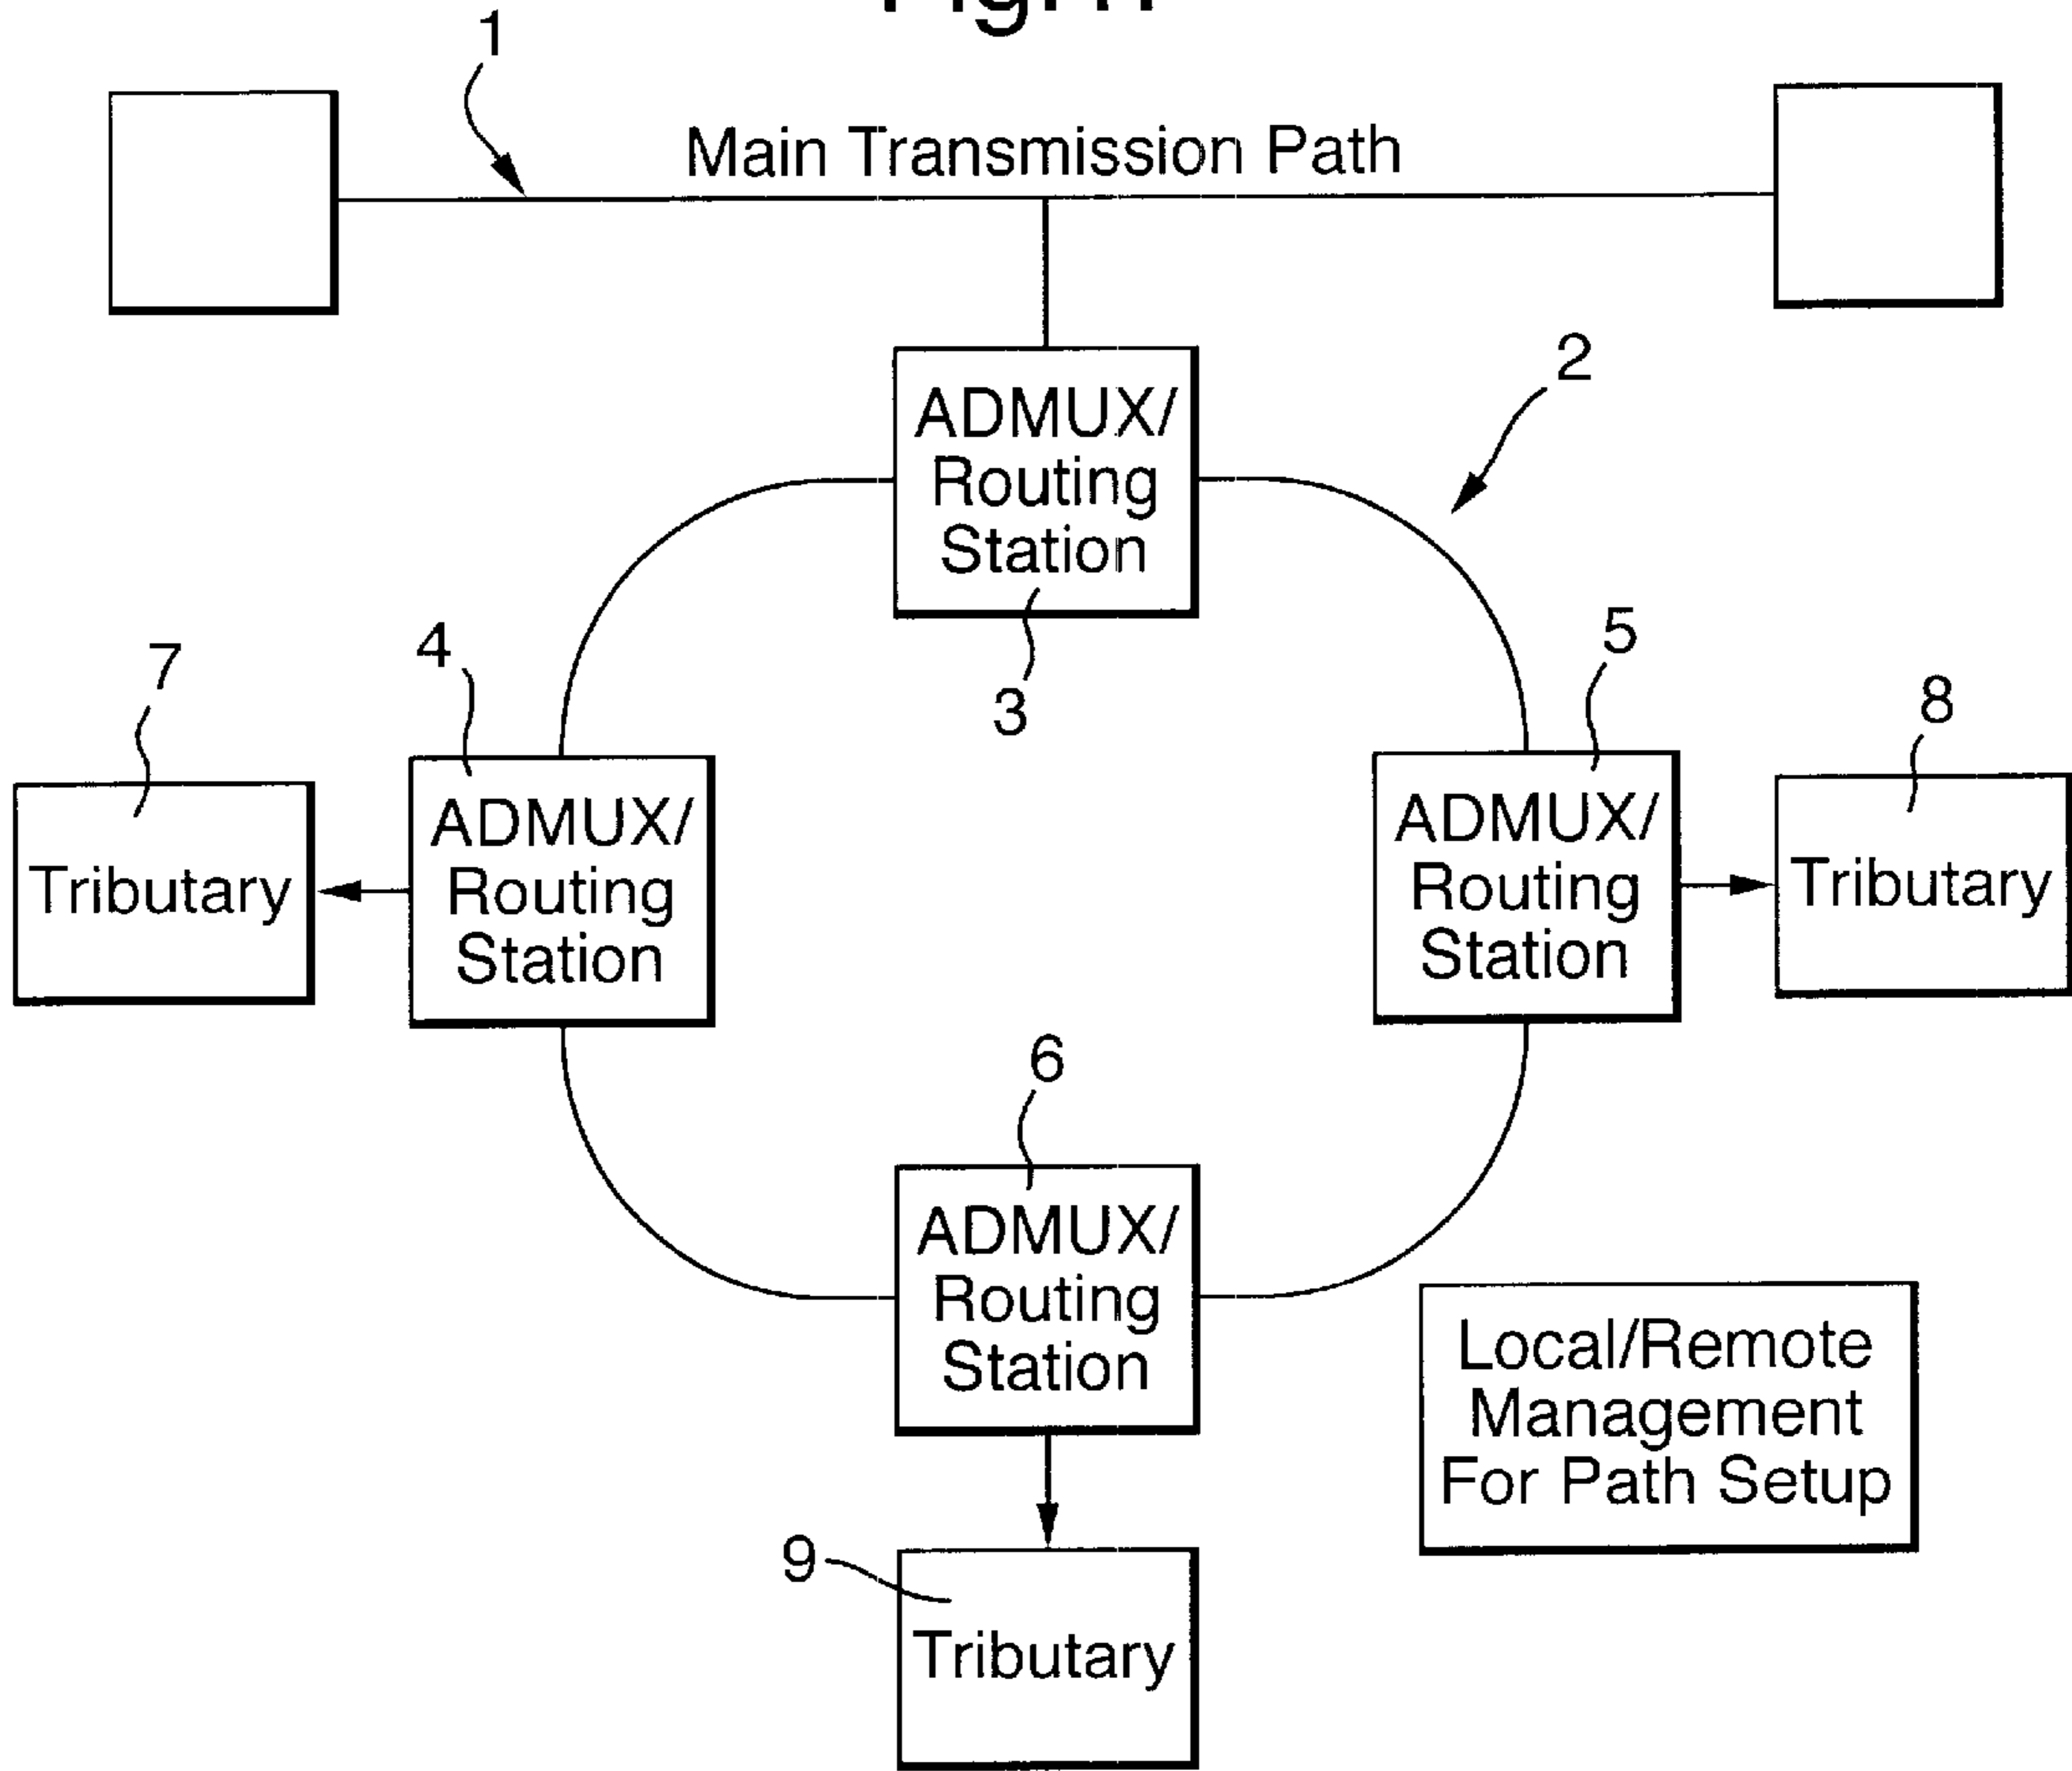 1
Main Transmission Path
2
ADMUX/
Routing
Station
3
4
5
7
8
ADMUX/
Routing
Station
ADMUX/
Routing
Station
Tributary
Tributary
6
ADMUX/
Routing
Station
Local/Remote
Management
For Path Setup
9
Tributary